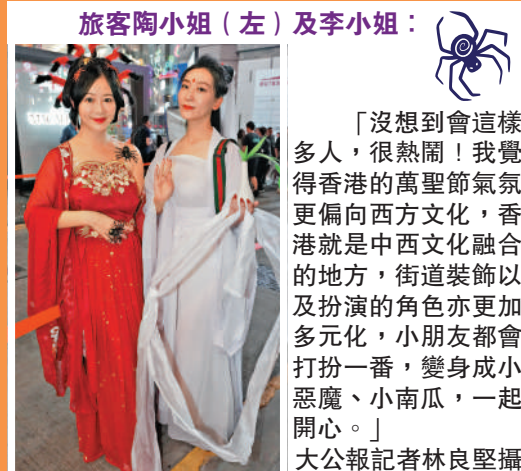 旅客陶小姐（左）及李小姐：
「沒想到會這樣
多人，很熱鬧！我覺
得香港的萬聖節氣氛
更偏向西方文化，香
港就是中西文化融合
的地方，街道裝飾以
及扮演的角色亦更加
多元化，小朋友都會
打扮一番，變身成小
惡魔、小南瓜，一起
開心。」
大公報記者林良堅攝